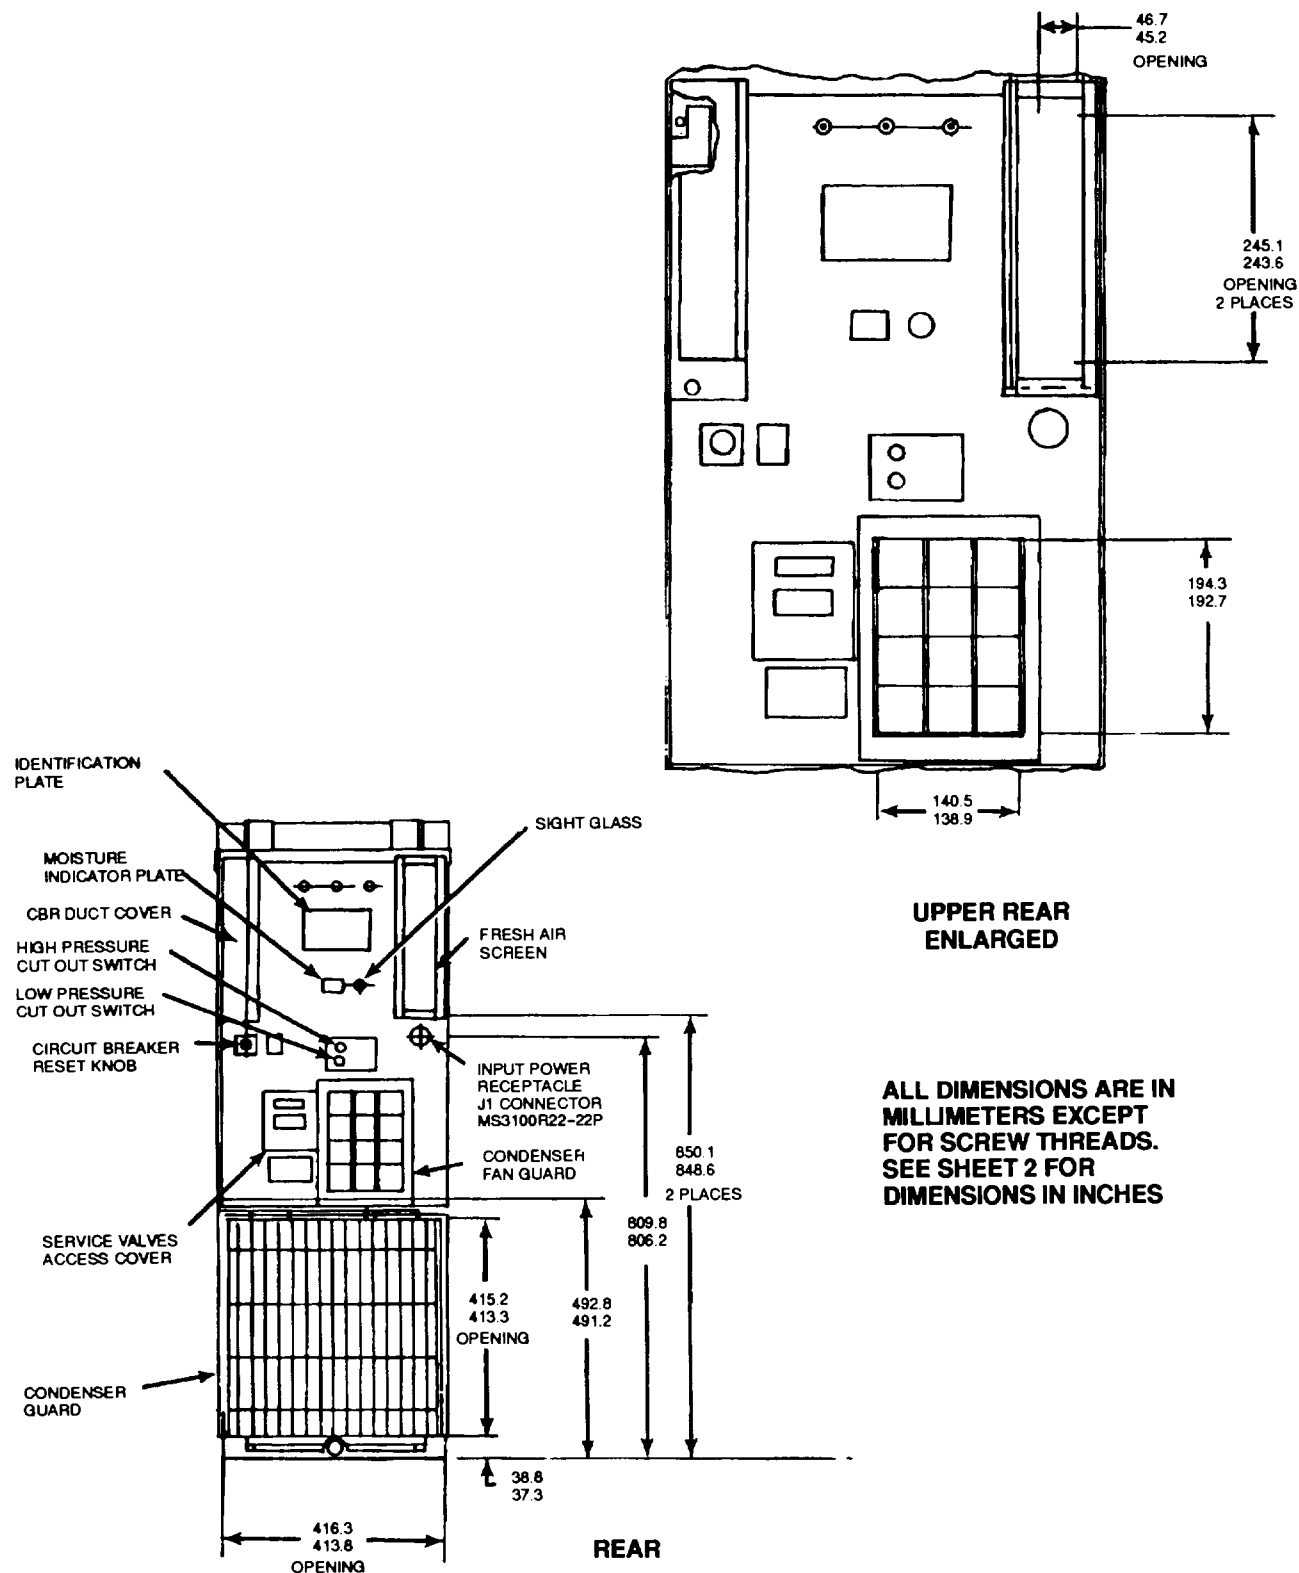 46.7
45.2
OPENING
245.1
243.6
OPENING
2 PLACES
194.3
192.7
140.5
138.9
UPPER REAR
ENLARGED
IDENTIFICATION
PLATE
MOISTURE
INDICATOR PLATE
CBR DUCT COVER
HIGH PRESSURE
CUT OUT SWITCH
LOW PRESSURE
CUT OUT SWITCH
CIRCUIT BREAKER
RESET KNOB
SERVICE VALVES
ACCESS COVER
CONDENSER
GUARD
SIGHT GLASS
FRESH AIR
SCREEN
INPUT POWER
RECEPTACLE
J1 CONNECTOR
MS3100R22-22P
CONDENSER
FAN GUARD
850.1
848.6
2 PLACES
809.8
806.2
492.8
491.2
415.2
413.3
OPENING
38.8
37.3
416.3
413.8
OPENING
REAR
ALL DIMENSIONS ARE IN
MILLIMETERS EXCEPT
FOR SCREW THREADS.
SEE SHEET 2 FOR
DIMENSIONS IN INCHES